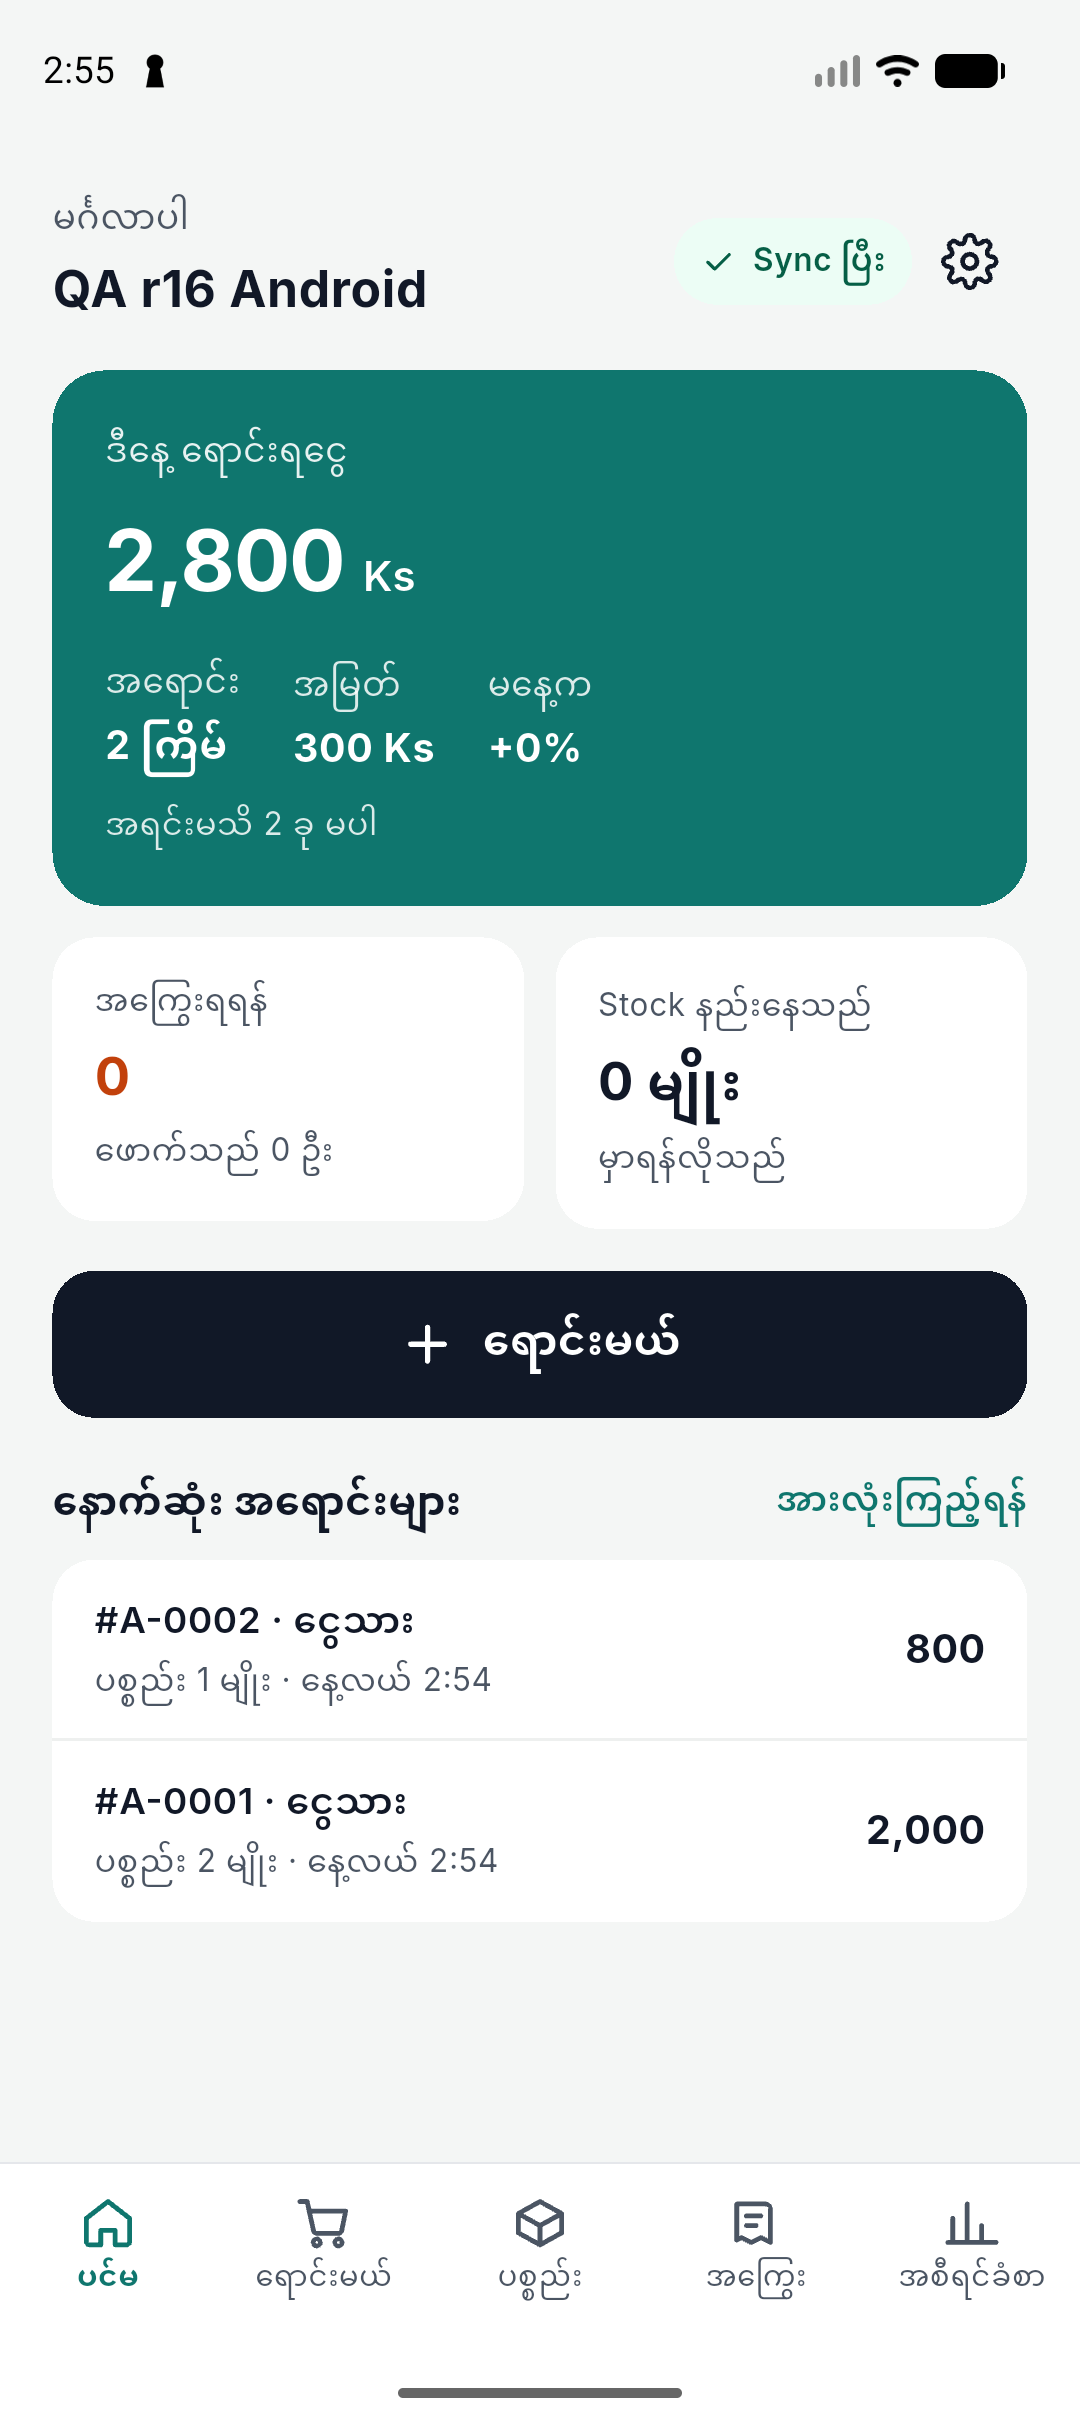 2:55
မင်္ဂလာပါ
QA r16 Android
Sync ပြီး
ဒီနေ့ ရောင်းရငွေ
2,800 Ks
အရောင်း အမြတ် မနေ့က
2 ကြိမ် 300 Ks +0%
အရင်းမသိ 2 ခု မပါ
အကြွေးရရန်
0
ဖောက်သည် 0 ဦး
Stock နည်းနေသည်
0 မျိုး
မှာရန်လိုသည်
ရောင်းမယ်
နောက်ဆုံး အရောင်းများ
အားလုံးကြည့်ရန်
#A-0002 · ငွေသား
800
ပစ္စည်း 1 မျိုး · နေ့လယ် 2:54
#A-0001 · ငွေသား
2,000
ပစ္စည်း 2 မျိုး · နေ့လယ် 2:54
ပင်မ ရောင်းမယ် ပစ္စည်း အကြွေး အစီရင်ခံစာ